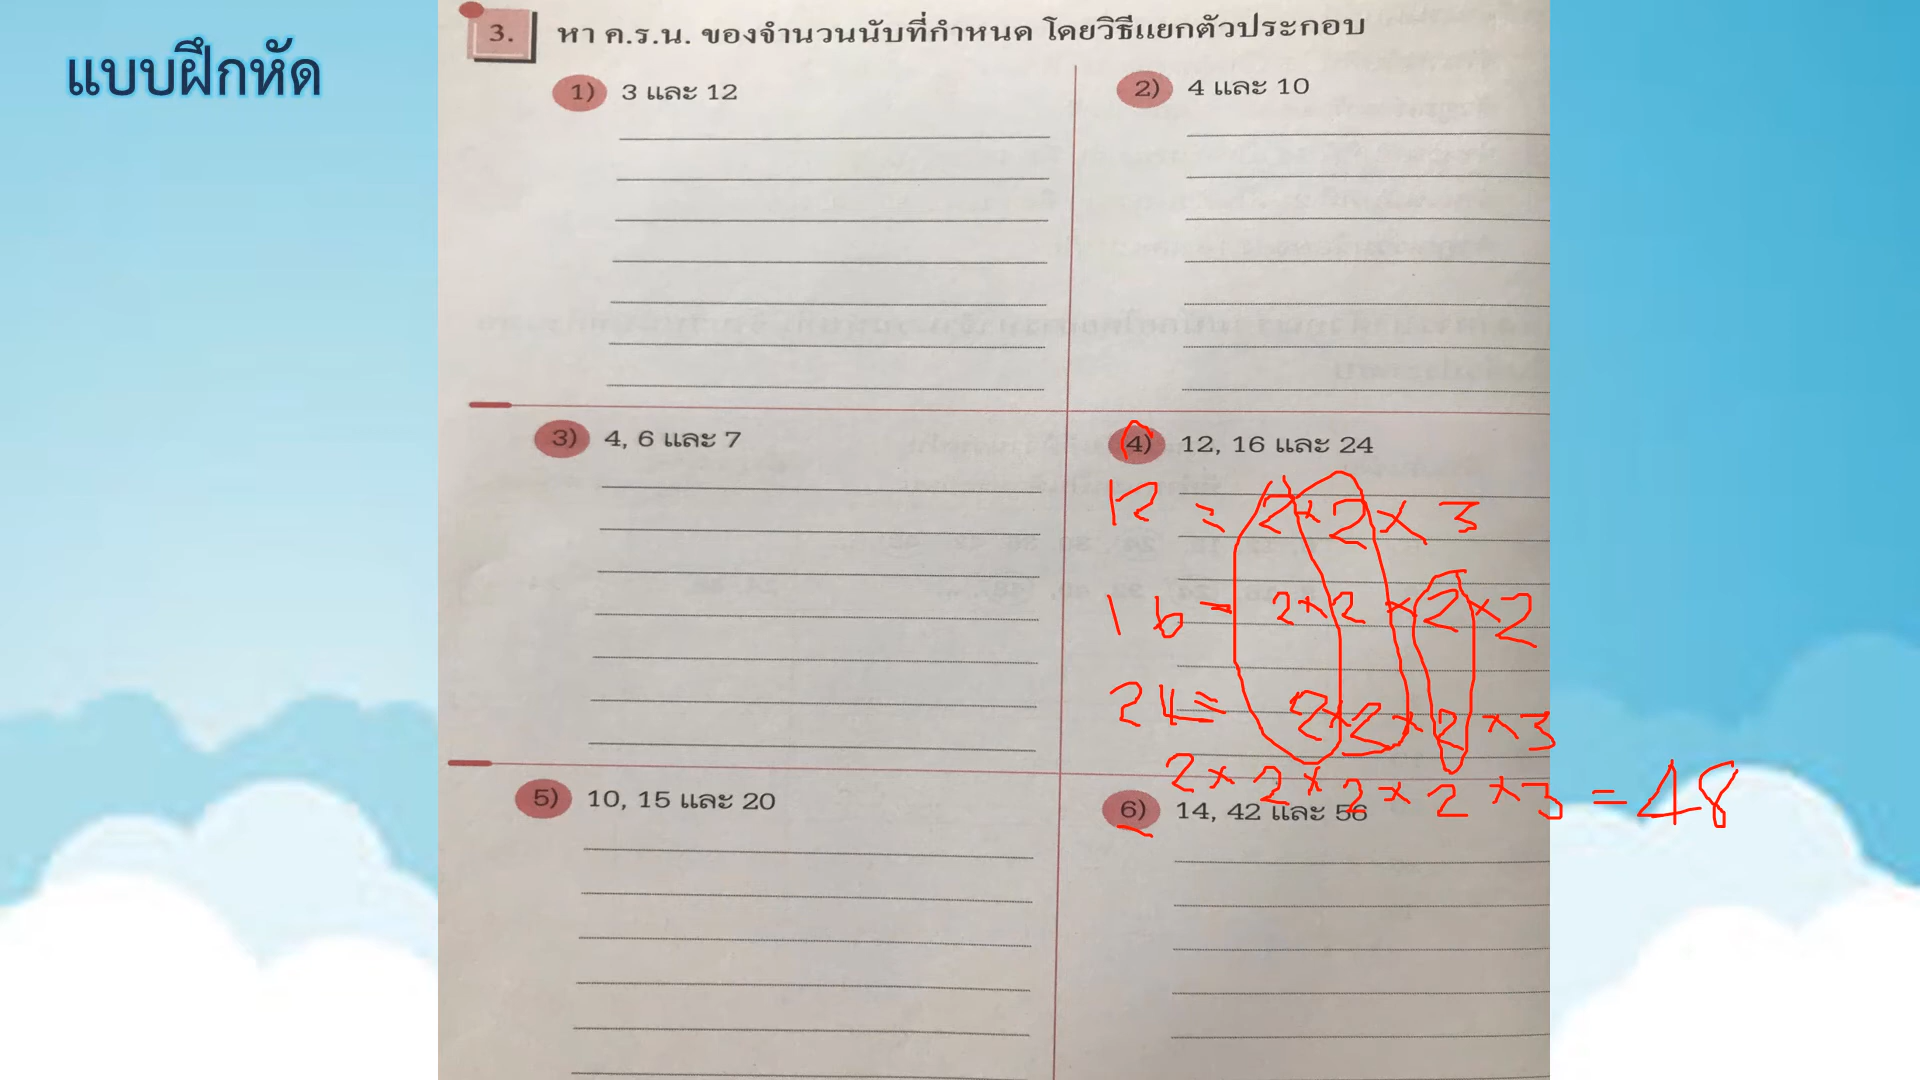 แบบฝึกหัด
3. หา ค.ร.น. ของจำนวนนับที่กำหนด โดยวิธีแยกตัวประกอบ
1) 3 และ 12
2) 4 และ 10
3) 4, 6 และ 7
4) 12, 16 และ 24
12 = 2 × 2 × 3
16 = 2 × 2 × 2 × 2
24 = 2 × 2 × 2 × 3
2 × 2 × 2 × 2 × 3 = 48
5) 10, 15 และ 20
6) 14, 42 และ 56